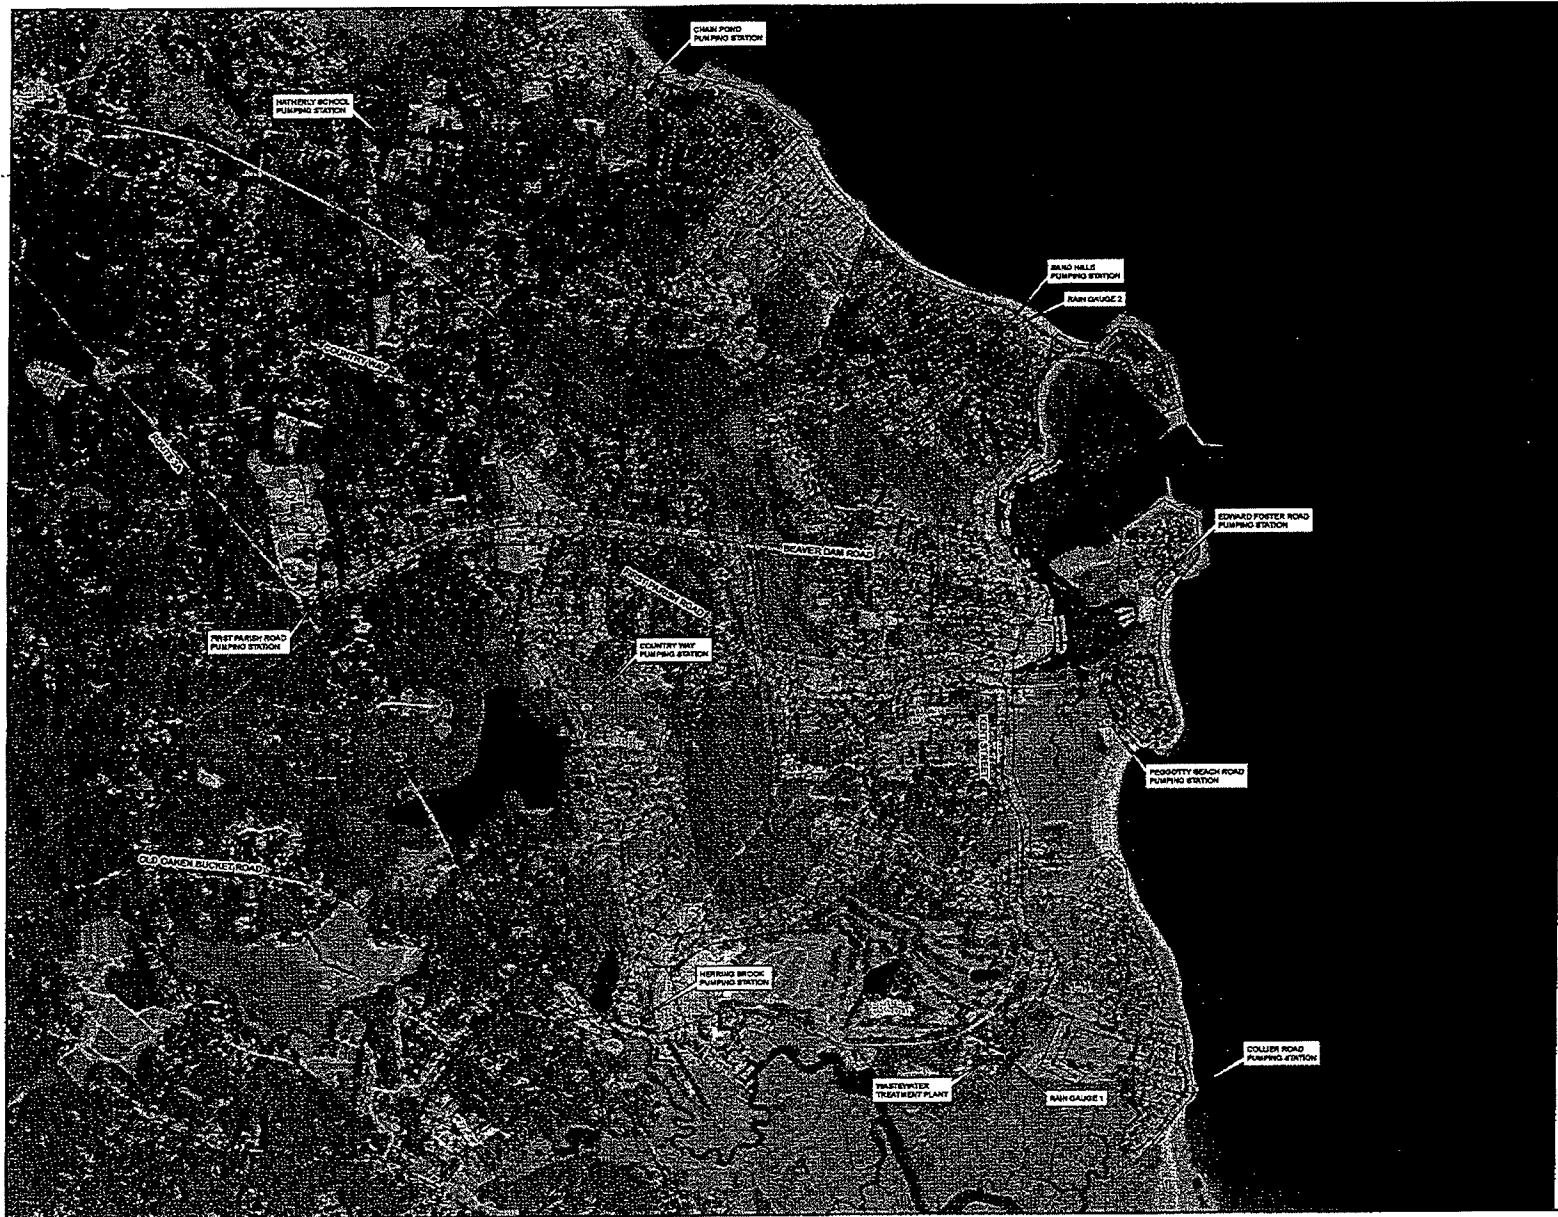 CHAIN POND
PUMPING STATION
HATHERLY SCHOOL
PUMPING STATION
SAND HILLS
PUMPING STATION
RAIN GAUGE 2
COUNTRY WAY
ROUTE 3A
EDWARD FOSTER ROAD
PUMPING STATION
BEAVER DAM ROAD
FIRST PARISH ROAD
FIRST PARISH ROAD
PUMPING STATION
COUNTRY WAY
PUMPING STATION
PEGGOTTY BEACH ROAD
PUMPING STATION
OLD OAKEN BUCKET ROAD
HERRING BROOK
PUMPING STATION
COLLIER ROAD
PUMPING STATION
WASTEWATER
TREATMENT PLANT
RAIN GAUGE 1